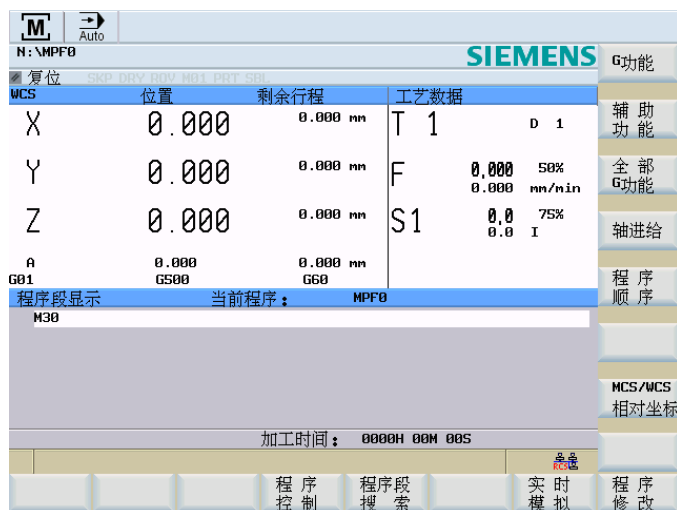 M Auto
N:\MPF0
SIEMENS
G功能
复位 SKP DRY ROV M01 PRT SBL
WCS 位置 剩余行程 工艺数据
辅助
功能
X 0.000 0.000 mm T 1 D 1
Y 0.000 0.000 mm F 0.000 50%
0.000 mm/min
全部
G功能
Z 0.000 0.000 mm S1 0.0 75%
0.0 I
轴进给
A 0.000 0.000 mm
G01 G500 G60
程序
顺序
程序段显示 当前程序： MPF0
M30
MCS/WCS
相对坐标
加工时间： 0000H 00M 00S
RCS
程序
控制
程序段
搜索
实时
模拟
程序
修改